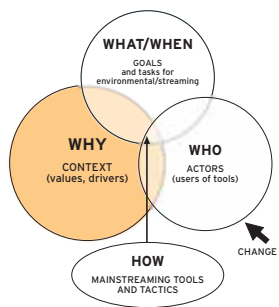 WHAT/WHEN
GOALS
and tasks for
environmental/streaming
WHY
CONTEXT
(values, drivers)
WHO
ACTORS
(users of tools)
CHANGE
HOW
MAINSTREAMING TOOLS
AND TACTICS